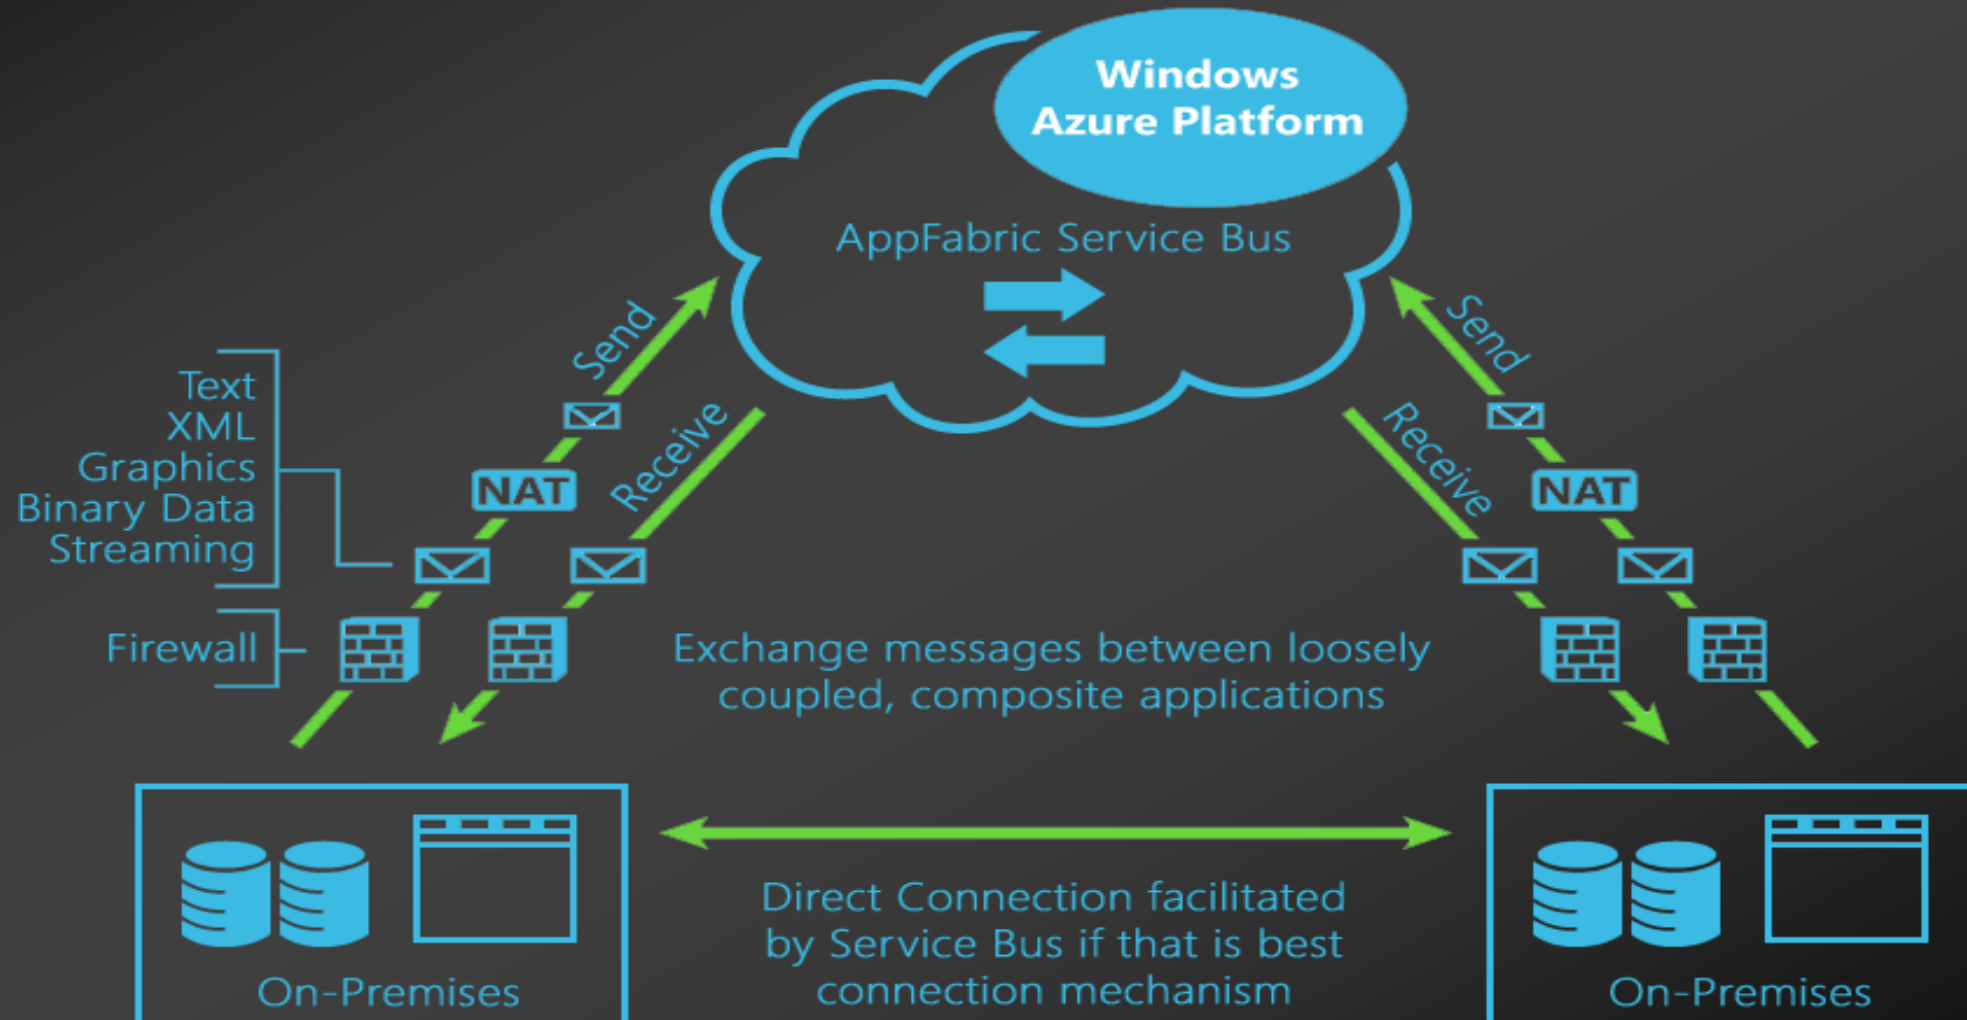 Windows
Azure Platform
AppFabric Service Bus
Send
Send
Receive
Receive
Text
XML
Graphics
Binary Data
Streaming
NAT
NAT
Firewall
Exchange messages between loosely
coupled, composite applications
Direct Connection facilitated
by Service Bus if that is best
connection mechanism
On-Premises
On-Premises